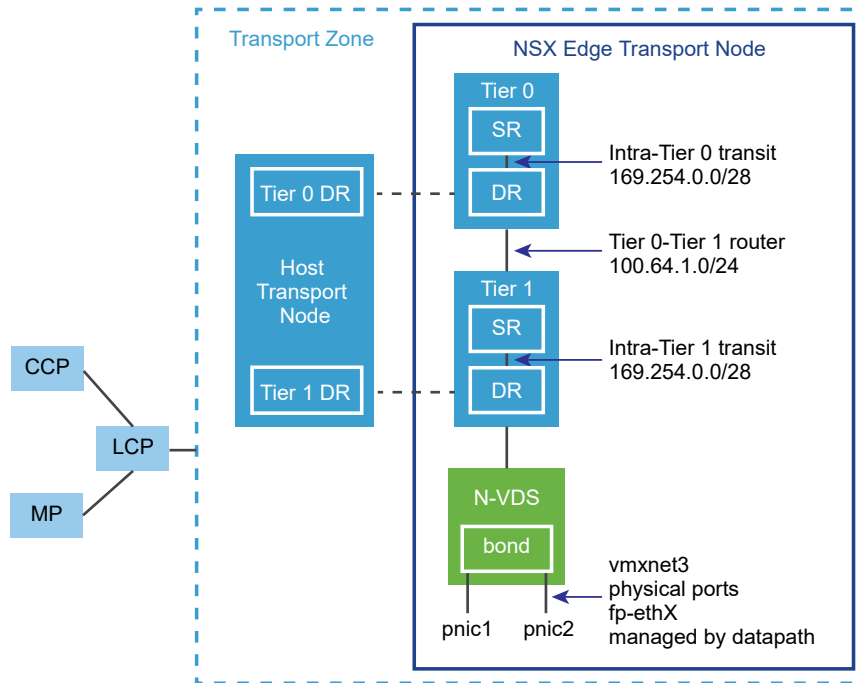 Transport Zone
NSX Edge Transport Node
Tier 0
SR
DR
Intra-Tier 0 transit
169.254.0.0/28
Tier 0-Tier 1 router
100.64.1.0/24
Tier 1
SR
DR
Intra-Tier 1 transit
169.254.0.0/28
Tier 0 DR
Host
Transport
Node
Tier 1 DR
CCP
LCP
MP
N-VDS
bond
pnic1
pnic2
vmxnet3
physical ports
fp-ethX
managed by datapath